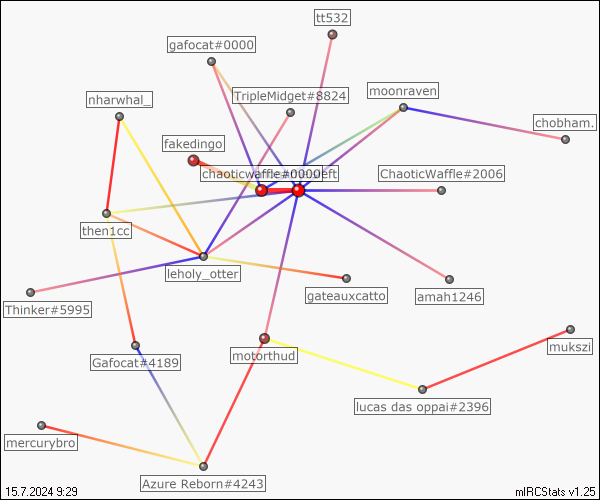 tt532
gafocat#0000
TripleMidget#8824
moonraven
nharwhal_
chobham.
fakedingo
chaoticwaffle#0000
ChaoticWaffle#2006
then1cc
leholy_otter
gateauxcatto
amah1246
Thinker#5995
Gafocat#4189
motorthud
mukszi
lucas das oppai#2396
mercurybro
Azure Reborn#4243
15.7.2024 9:29
mIRCStats v1.25